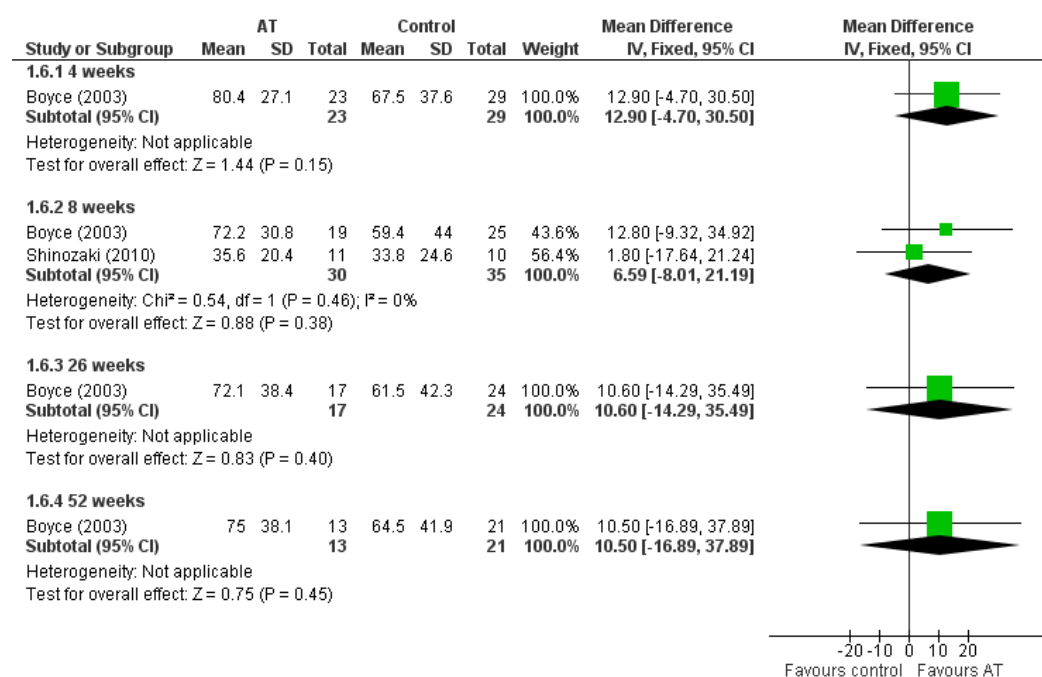 AT Control Mean Difference Mean Difference
Study or Subgroup Mean SD Total Mean SD Total Weight IV, Fixed, 95% CI IV, Fixed, 95% CI
1.6.1 4 weeks
Boyce (2003) 80.4 27.1 23 67.5 37.6 29 100.0% 12.90 [-4.70, 30.50]
Subtotal (95% CI) 23 29 100.0% 12.90 [-4.70, 30.50]
Heterogeneity: Not applicable
Test for overall effect: Z = 1.44 (P = 0.15)
1.6.2 8 weeks
Boyce (2003) 72.2 30.8 19 59.4 44 25 43.6% 12.80 [-9.32, 34.92]
Shinozaki (2010) 35.6 20.4 11 33.8 24.6 10 56.4% 1.80 [-17.64, 21.24]
Subtotal (95% CI) 30 35 100.0% 6.59 [-8.01, 21.19]
Heterogeneity: Chi² = 0.54, df = 1 (P = 0.46); I² = 0%
Test for overall effect: Z = 0.88 (P = 0.38)
1.6.3 26 weeks
Boyce (2003) 72.1 38.4 17 61.5 42.3 24 100.0% 10.60 [-14.29, 35.49]
Subtotal (95% CI) 17 24 100.0% 10.60 [-14.29, 35.49]
Heterogeneity: Not applicable
Test for overall effect: Z = 0.83 (P = 0.40)
1.6.4 52 weeks
Boyce (2003) 75 38.1 13 64.5 41.9 21 100.0% 10.50 [-16.89, 37.89]
Subtotal (95% CI) 13 21 100.0% 10.50 [-16.89, 37.89]
Heterogeneity: Not applicable
Test for overall effect: Z = 0.75 (P = 0.45)
-20 -10 0 10 20
Favours control Favours AT